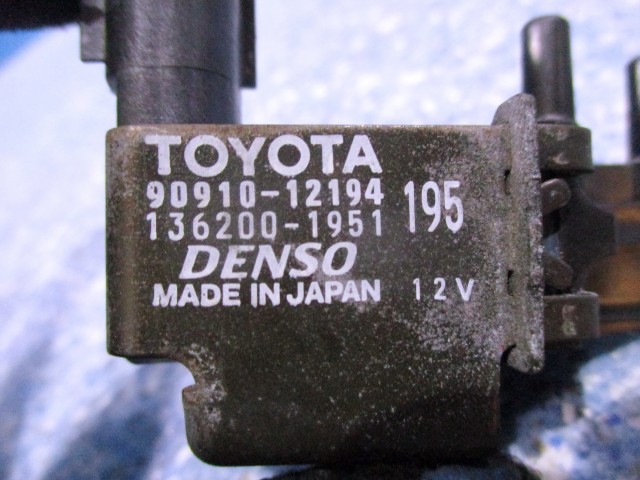 TOYOTA
90910-12194 195
136200-1951
DENSO
MADE IN JAPAN 12V